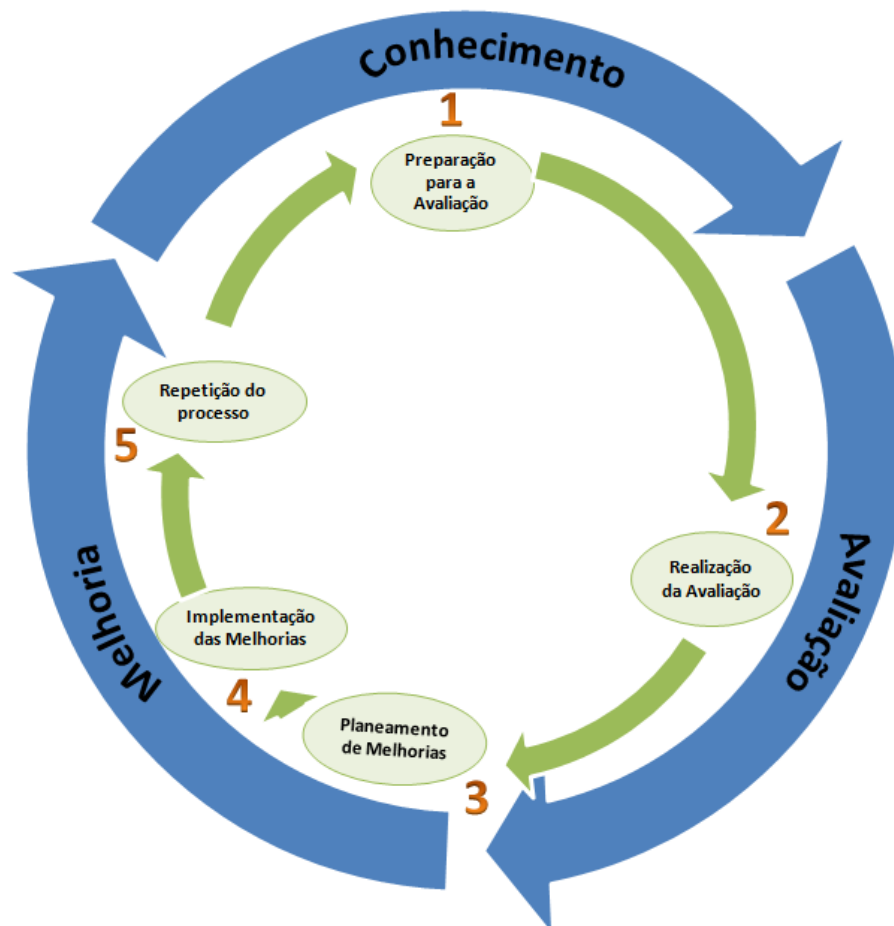 Conhecimento
1
Preparação
para a
Avaliação
2
Realização
da Avaliação
Avaliação
3
Planeamento
de Melhorias
4
Implementação
das Melhorias
Melhoria
5
Repetição do
processo